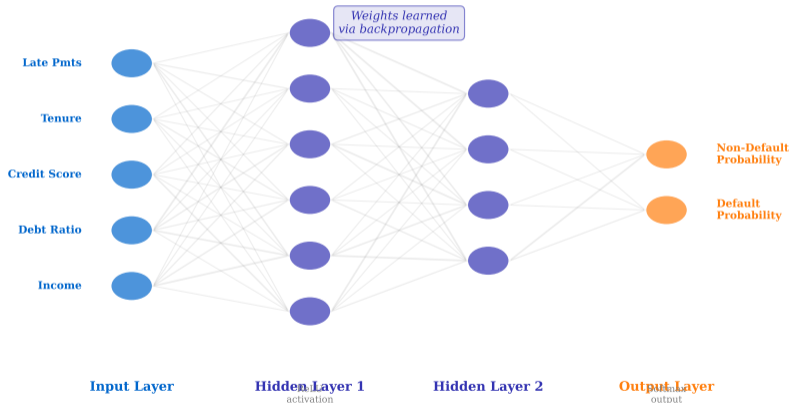 Weights learned
via backpropagation
Late Pmts
Tenure
Credit Score
Debt Ratio
Income
Non-Default
Probability
Default
Probability
Input Layer
Hidden Layer 1
Hidden Layer 2
Output Layer
activation
output